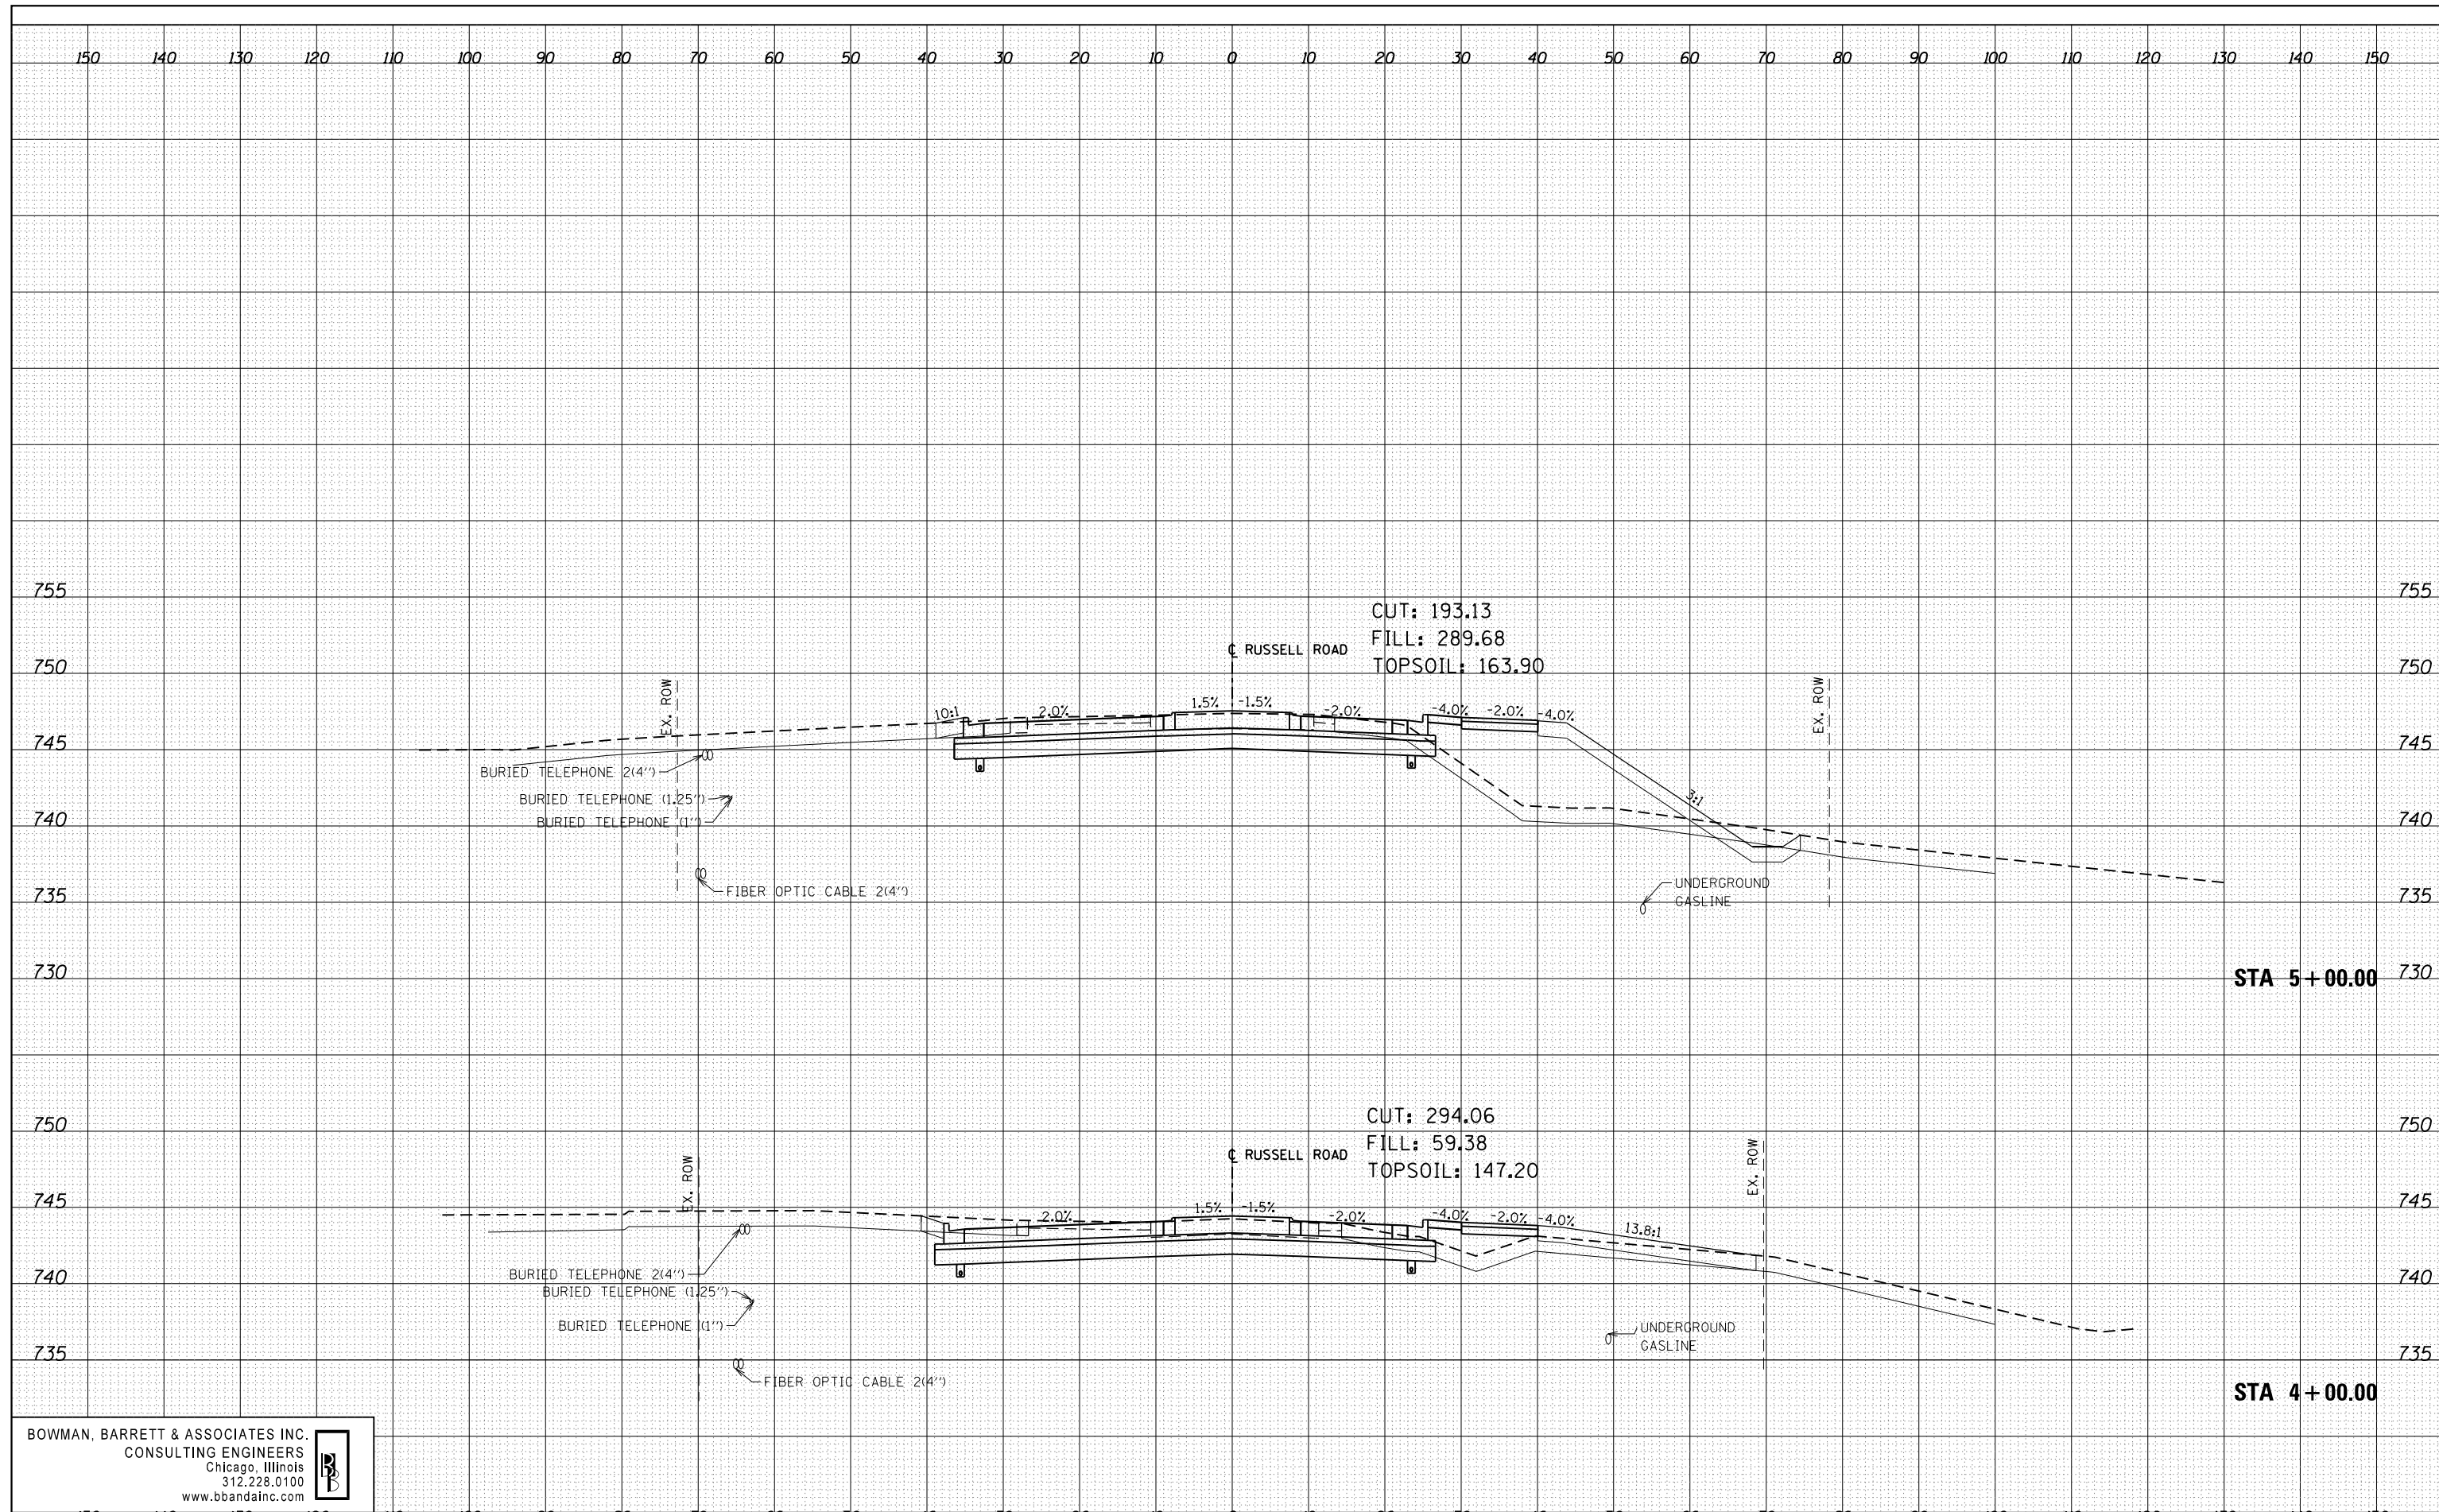 150 140 130 120 110 100 90 80 70 60 50 40 30 20 10 0 10 20 30 40 50 60 70 80 90 100 110 120 130 140 150
755 755
CUT: 193.13
FILL: 289.68
TOPSOIL: 163.90
℄ RUSSELL ROAD
750 750
EX. ROW
EX. ROW
10:1 2.0% 1.5% -1.5% -2.0% -4.0% -2.0% -4.0%
745 745
BURIED TELEPHONE 2(4'')
BURIED TELEPHONE (1.25'')
BURIED TELEPHONE (1'')
3:1
740 740
FIBER OPTIC CABLE 2(4'')
UNDERGROUND
GASLINE
735 735
730 730
STA 5+00.00
750 750
CUT: 294.06
FILL: 59.38
TOPSOIL: 147.20
℄ RUSSELL ROAD
EX. ROW
EX. ROW
745 745
2.0% 1.5% -1.5% -2.0% -4.0% -2.0% -4.0% 13.8:1
740 740
BURIED TELEPHONE 2(4'')
BURIED TELEPHONE (1.25'')
BURIED TELEPHONE (1'')
UNDERGROUND
GASLINE
735 735
FIBER OPTIC CABLE 2(4'')
STA 4+00.00
BOWMAN, BARRETT & ASSOCIATES INC.
CONSULTING ENGINEERS
Chicago, Illinois
312.228.0100
www.bbandainc.com